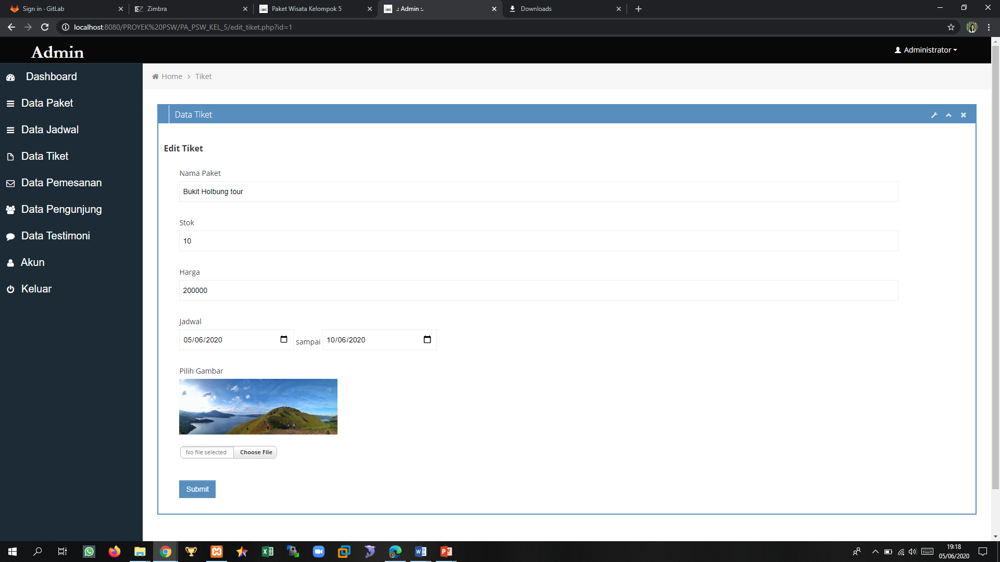 Sign in · GitLab
Zimbra
Paket Wisata Kelompok 5
.: Admin :.
Downloads
localhost:8080/PROYEK%20PSW/PA_PSW_KEL_5/edit_tiket.php?id=1
Admin
Administrator
Dashboard
Data Paket
Data Jadwal
Data Tiket
Data Pemesanan
Data Pengunjung
Data Testimoni
Akun
Keluar
Home > Tiket
Data Tiket
Edit Tiket
Nama Paket
Bukit Holbung tour
Stok
10
Harga
200000
Jadwal
05/06/2020 sampai 10/06/2020
Pilih Gambar
No file selected Choose File
Submit
19:18
05/06/2020